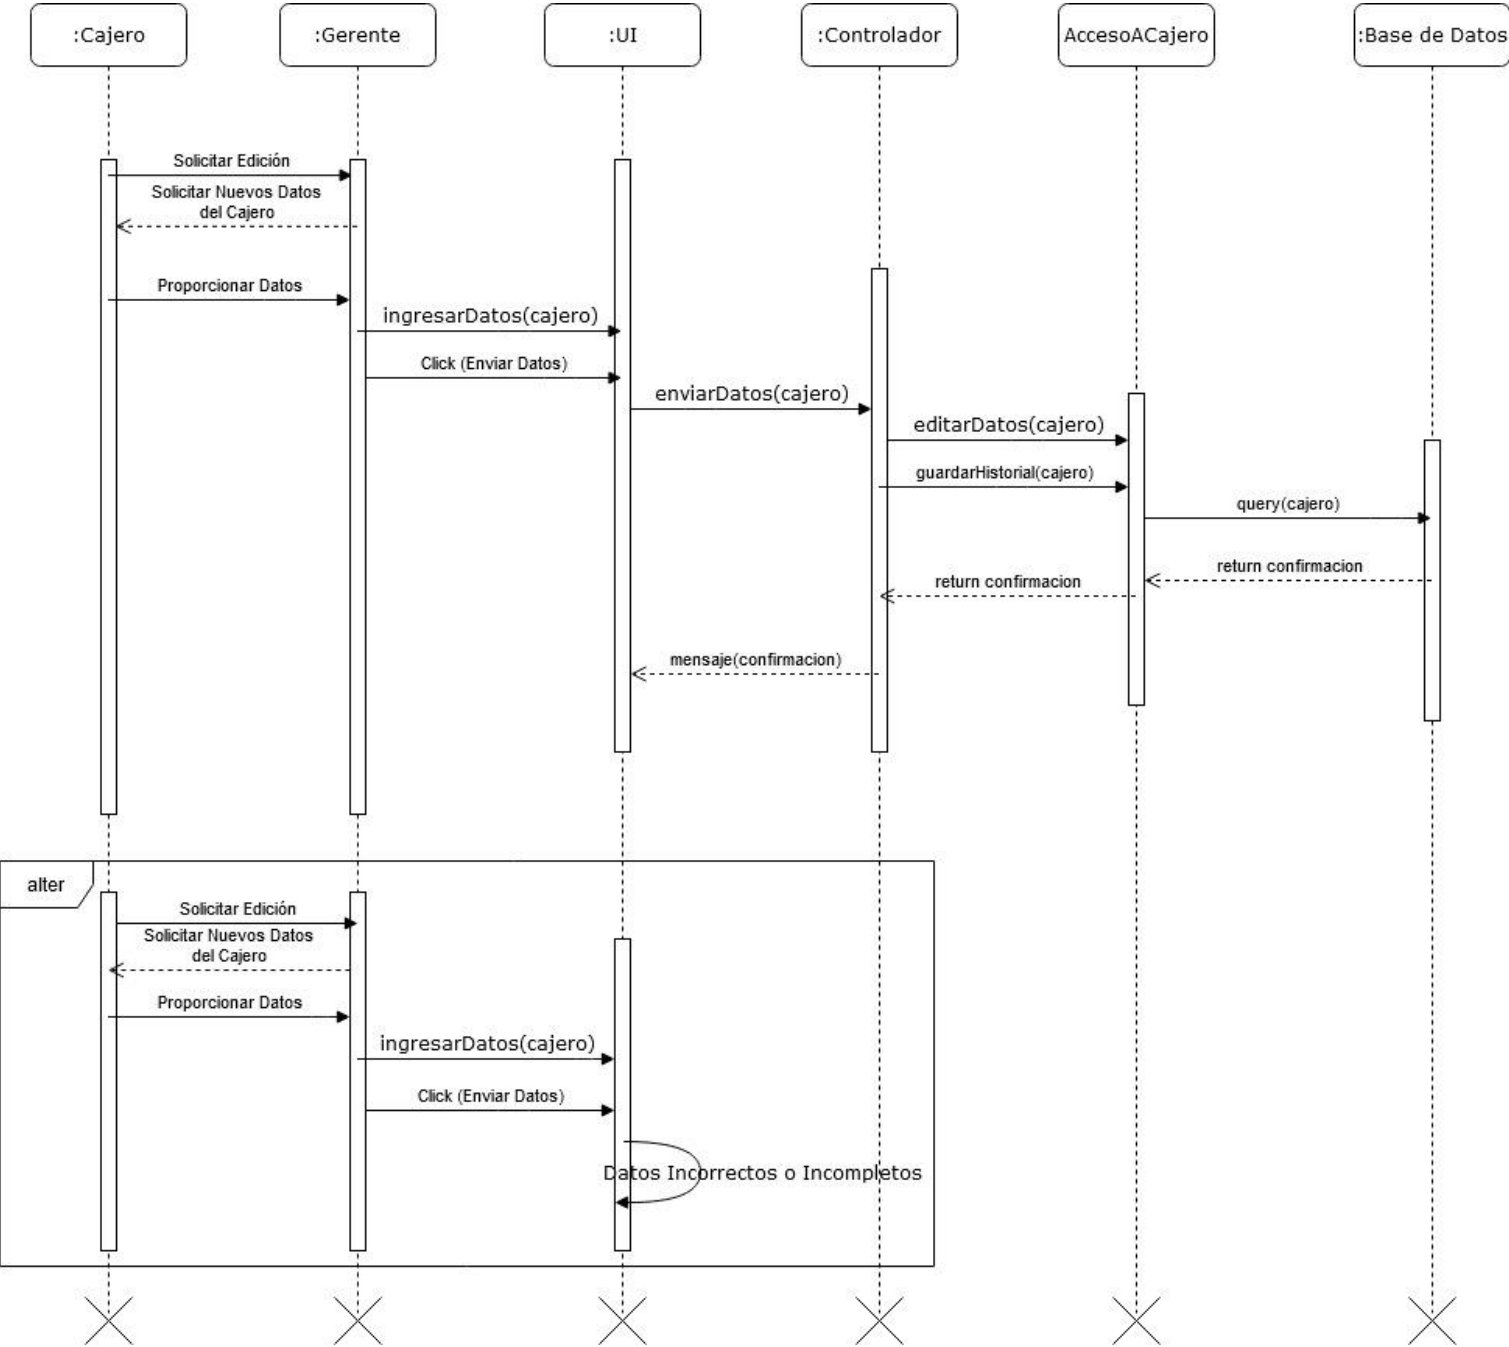 :Cajero
:Gerente
:UI
:Controlador
AccesoACajero
:Base de Datos
Solicitar Edición
Solicitar Nuevos Datos
del Cajero
Proporcionar Datos
ingresarDatos(cajero)
Click (Enviar Datos)
enviarDatos(cajero)
editarDatos(cajero)
guardarHistorial(cajero)
query(cajero)
return confirmacion
return confirmacion
mensaje(confirmacion)
alter
Solicitar Edición
Solicitar Nuevos Datos
del Cajero
Proporcionar Datos
ingresarDatos(cajero)
Click (Enviar Datos)
Datos Incorrectos o Incompletos